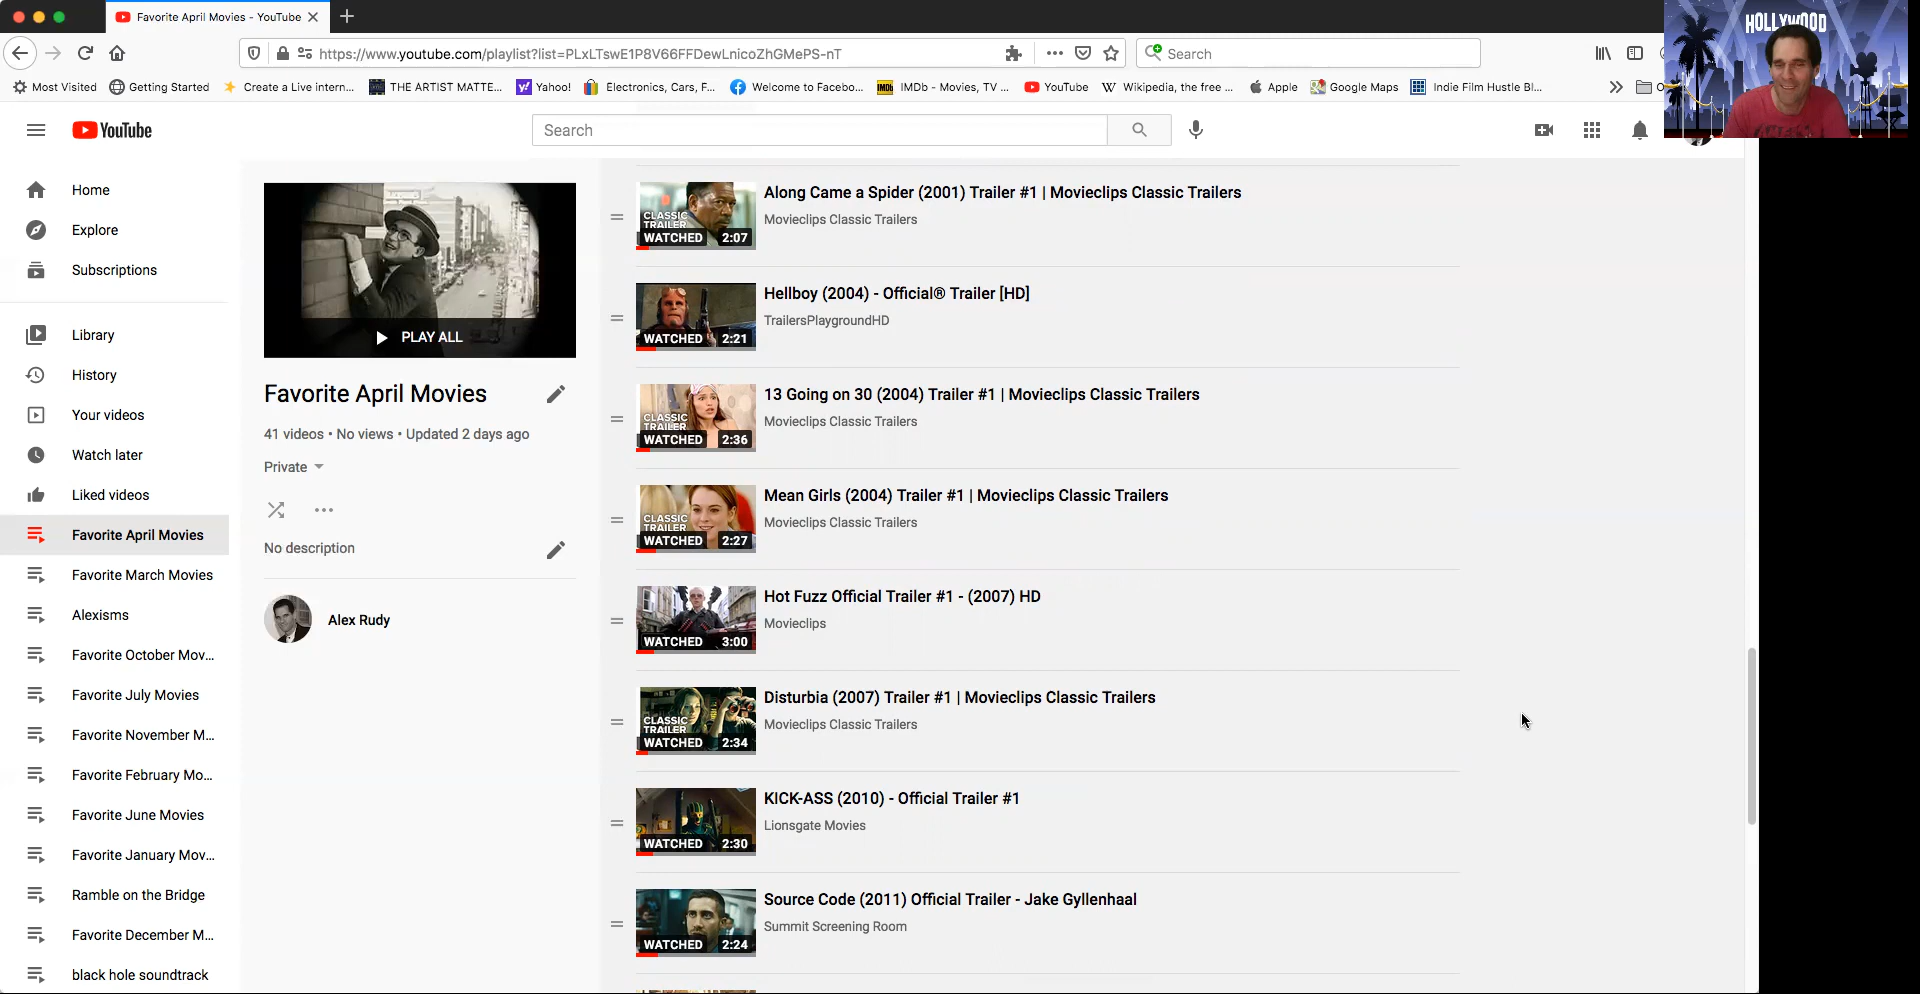 Favorite April Movies - YouTube
https://www.youtube.com/playlist?list=PLxLTswE1P8V66FFDewLnicoZhGMePS-nT
Search
Most Visited
Getting Started
Create a Live intern...
THE ARTIST MATTE...
Yahoo!
Electronics, Cars, F...
Welcome to Facebo...
IMDb - Movies, TV ...
YouTube
Wikipedia, the free ...
Apple
Google Maps
Indie Film Hustle Bl...
HOLLYWOOD
YouTube
Search
Home
Explore
Subscriptions
Library
History
Your videos
Watch later
Liked videos
Favorite April Movies
Favorite March Movies
Alexisms
Favorite October Mov...
Favorite July Movies
Favorite November M...
Favorite February Mo...
Favorite June Movies
Favorite January Mov...
Ramble on the Bridge
Favorite December M...
black hole soundtrack
PLAY ALL
Favorite April Movies
41 videos • No views • Updated 2 days ago
Private
No description
Alex Rudy
CLASSIC
TRAILER
WATCHED 2:07
Along Came a Spider (2001) Trailer #1 | Movieclips Classic Trailers
Movieclips Classic Trailers
WATCHED 2:21
Hellboy (2004) - Official® Trailer [HD]
TrailersPlaygroundHD
CLASSIC
TRAILER
WATCHED 2:36
13 Going on 30 (2004) Trailer #1 | Movieclips Classic Trailers
Movieclips Classic Trailers
CLASSIC
TRAILER
WATCHED 2:27
Mean Girls (2004) Trailer #1 | Movieclips Classic Trailers
Movieclips Classic Trailers
WATCHED 3:00
Hot Fuzz Official Trailer #1 - (2007) HD
Movieclips
CLASSIC
TRAILER
WATCHED 2:34
Disturbia (2007) Trailer #1 | Movieclips Classic Trailers
Movieclips Classic Trailers
WATCHED 2:30
KICK-ASS (2010) - Official Trailer #1
Lionsgate Movies
WATCHED 2:24
Source Code (2011) Official Trailer - Jake Gyllenhaal
Summit Screening Room